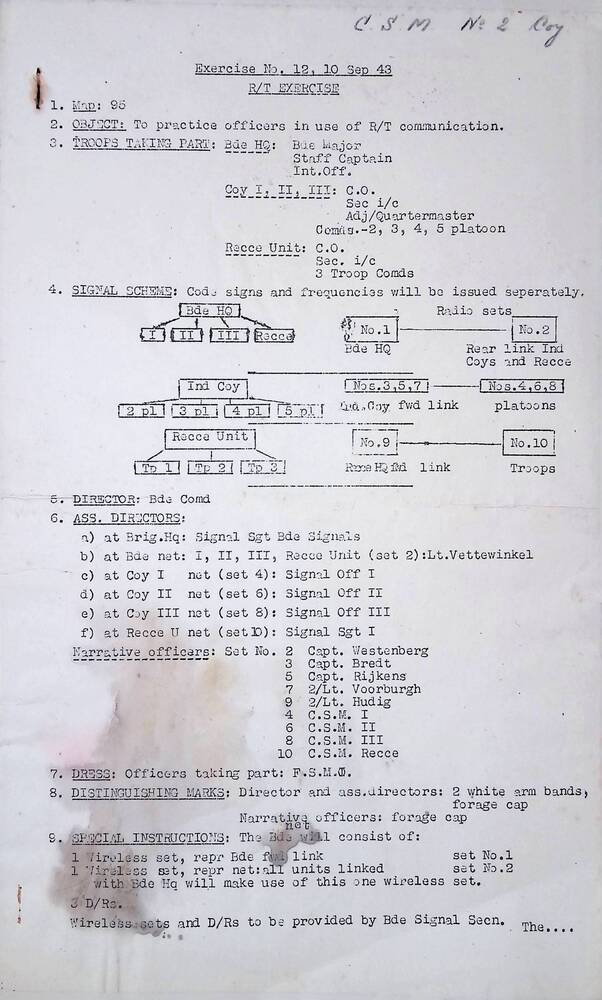 C S M No 2 Coy
Exercise No. 12, 10 Sep 43
R/T EXERCISE
1. Map: 95
2. OBJECT: To practice officers in use of R/T communication.
3. TROOPS TAKING PART: Bde HQ: Bde Major
Staff Captain
Int.Off.
Coy I, II, III: C.O.
Sec i/c
Adj/Quartermaster
Comds.-2, 3, 4, 5 platoon
Recce Unit: C.O.
Sec. i/c
3 Troop Comds
4. SIGNAL SCHEME: Code signs and frequencies will be issued seperately.
Bde HQ Radio sets
I II III Recce No.1 No.2
Bde HQ Rear link Ind
Coys and Recce
Ind Coy Nos.3,5,7 Nos.4,6,8
2 pl 3 pl 4 pl 5 pl Ind.Coy fwd link platoons
Recce Unit No.9 No.10
Tp 1 Tp 2 Tp 3 Recce HQ fwd link Troops
5. DIRECTOR: Bde Comd
6. ASS. DIRECTORS:
a) at Brig.Hq: Signal Sgt Bde Signals
b) at Bde net: I, II, III, Recce Unit (set 2):Lt.Vettewinkel
c) at Coy I net (set 4): Signal Off I
d) at Coy II net (set 6): Signal Off II
e) at Coy III net (set 8): Signal Off III
f) at Recce U net (set10): Signal Sgt I
Narrative officers: Set No. 2 Capt. Westenberg
3 Capt. Bredt
5 Capt. Rijkens
7 2/Lt. Voorburgh
9 2/Lt. Hudig
4 C.S.M. I
6 C.S.M. II
8 C.S.M. III
10 C.S.M. Recce
7. DRESS: Officers taking part: F.S.M.O.
8. DISTINGUISHING MARKS: Director and ass.directors: 2 white arm bands,
forage cap
Narrative officers: forage cap
net
9. SPECIAL INSTRUCTIONS: The Bde will consist of:
1 Wireless set, repr Bde fwd link set No.1
1 Wireless set, repr net:all units linked set No.2
with Bde Hq will make use of this one wireless set.
3 D/Rs.
Wireless sets and D/Rs to be provided by Bde Signal Secn.
The....